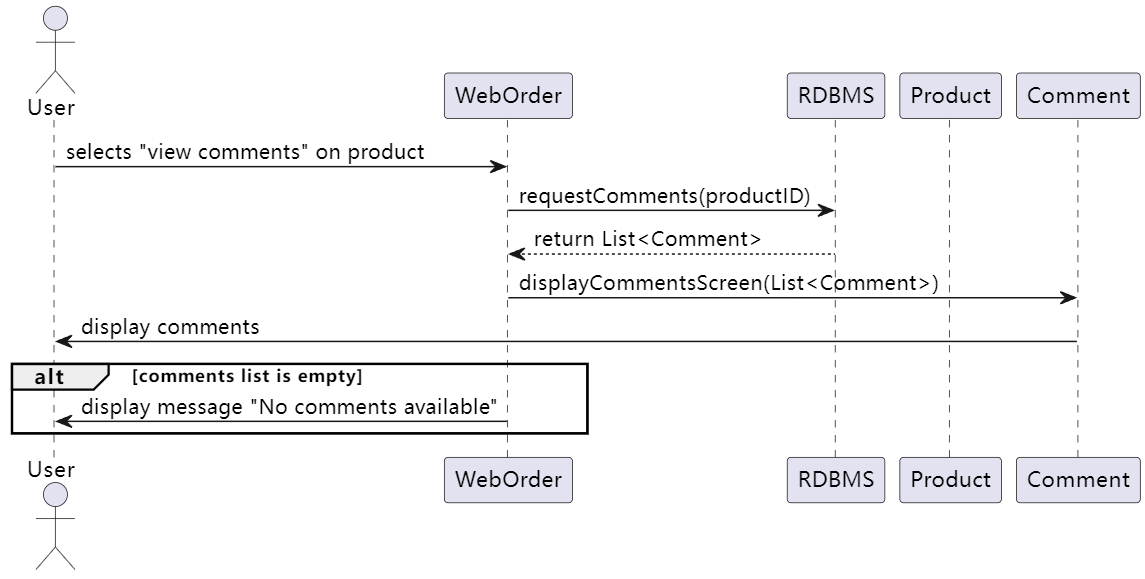 User
WebOrder
RDBMS
Product
Comment
selects "view comments" on product
requestComments(productID)
return List<Comment>
displayCommentsScreen(List<Comment>)
display comments
alt [comments list is empty]
display message "No comments available"
User
WebOrder
RDBMS
Product
Comment